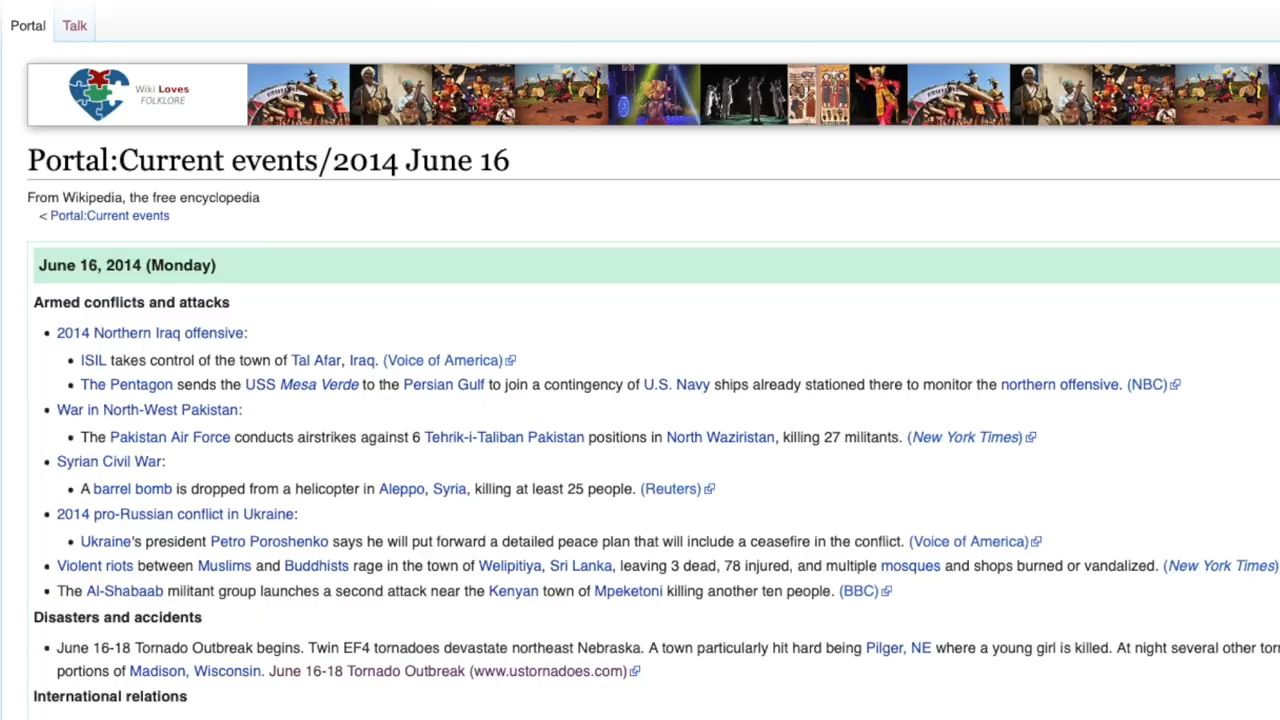 Portal Talk
Wiki Loves
FOLKLORE
Portal:Current events/2014 June 16
From Wikipedia, the free encyclopedia
< Portal:Current events
June 16, 2014 (Monday)
Armed conflicts and attacks
• 2014 Northern Iraq offensive:
• ISIL takes control of the town of Tal Afar, Iraq. (Voice of America)
• The Pentagon sends the USS Mesa Verde to the Persian Gulf to join a contingency of U.S. Navy ships already stationed there to monitor the northern offensive. (NBC)
• War in North-West Pakistan:
• The Pakistan Air Force conducts airstrikes against 6 Tehrik-i-Taliban Pakistan positions in North Waziristan, killing 27 militants. (New York Times)
• Syrian Civil War:
• A barrel bomb is dropped from a helicopter in Aleppo, Syria, killing at least 25 people. (Reuters)
• 2014 pro-Russian conflict in Ukraine:
• Ukraine's president Petro Poroshenko says he will put forward a detailed peace plan that will include a ceasefire in the conflict. (Voice of America)
• Violent riots between Muslims and Buddhists rage in the town of Welipitiya, Sri Lanka, leaving 3 dead, 78 injured, and multiple mosques and shops burned or vandalized. (New York Times)
• The Al-Shabaab militant group launches a second attack near the Kenyan town of Mpeketoni killing another ten people. (BBC)
Disasters and accidents
• June 16-18 Tornado Outbreak begins. Twin EF4 tornadoes devastate northeast Nebraska. A town particularly hit hard being Pilger, NE where a young girl is killed. At night several other
portions of Madison, Wisconsin. June 16-18 Tornado Outbreak (www.ustornadoes.com)
International relations